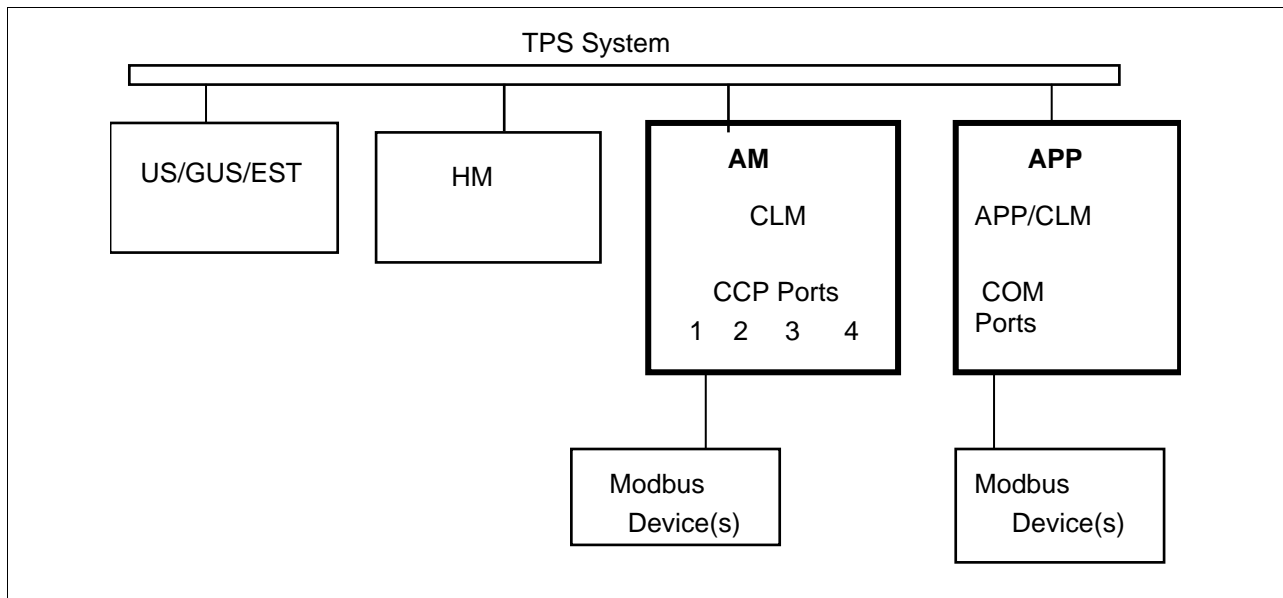 TPS System
US/GUS/EST
HM
AM
CLM
CCP Ports
1 2 3 4
APP
APP/CLM
COM
Ports
Modbus
Device(s)
Modbus
Device(s)